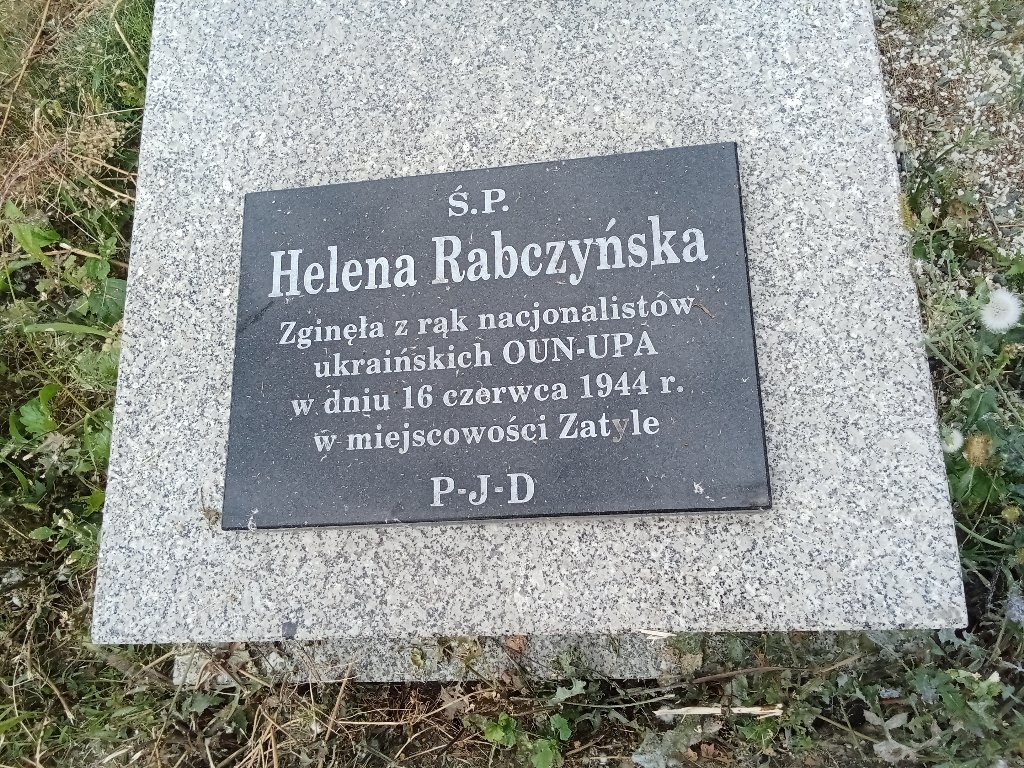 Ś.P.
Helena Rabczyńska
Zginęła z rąk nacjonalistów
ukraińskich OUN-UPA
w dniu 16 czerwca 1944 r.
w miejscowości Zatyle
P-J-D